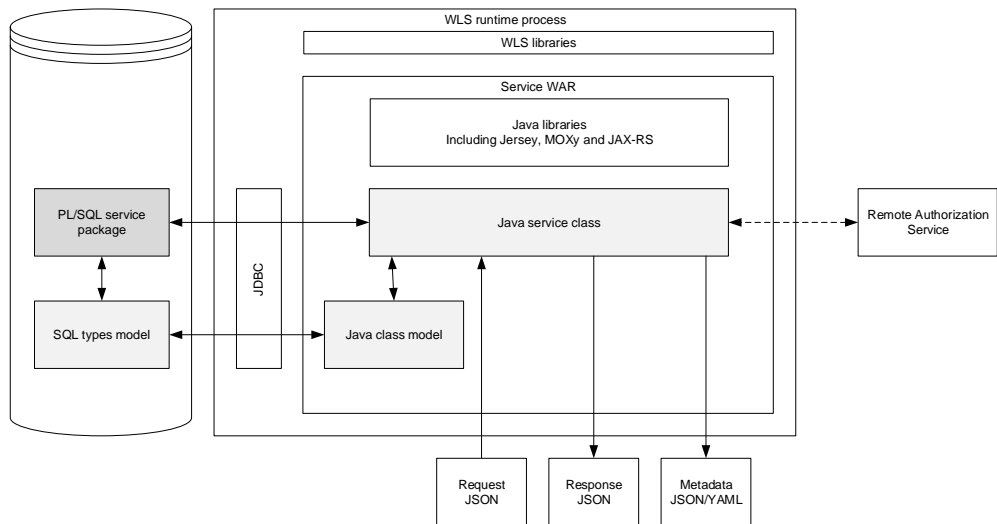 WLS runtime process
WLS libraries
Service WAR
Java libraries
Including Jersey, MOXy and JAX-RS
PL/SQL service
package
Java service class
Remote Authorization
Service
JDBC
SQL types model
Java class model
Request
JSON
Response
JSON
Metadata
JSON/YAML